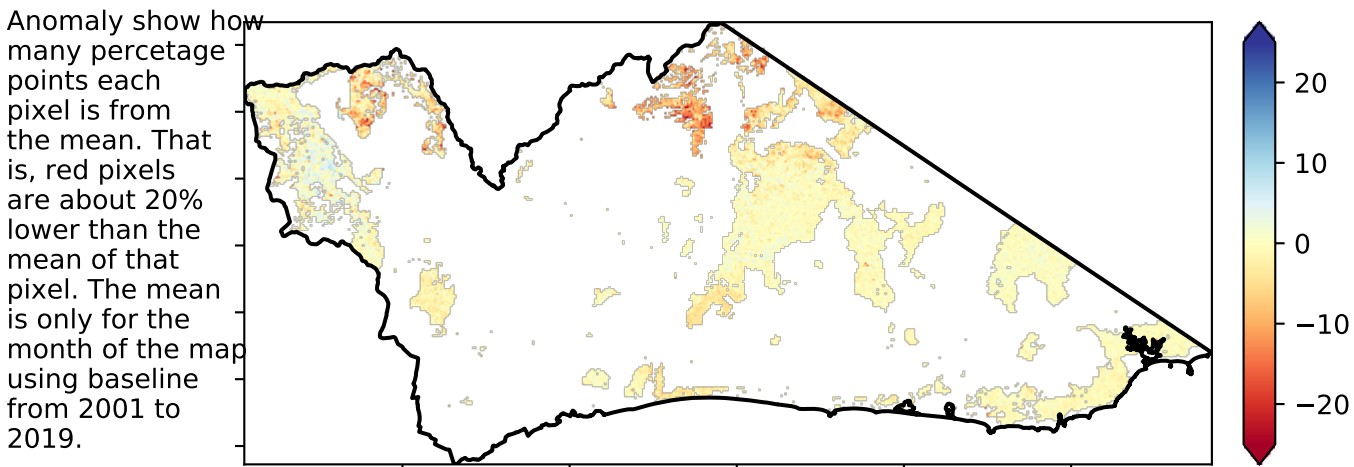 Anomaly show how
many percetage
points each
pixel is from
the mean. That
is, red pixels
are about 20%
lower than the
mean of that
pixel. The mean
is only for the
month of the map
using baseline
from 2001 to
2019.
20
10
0
−10
−20